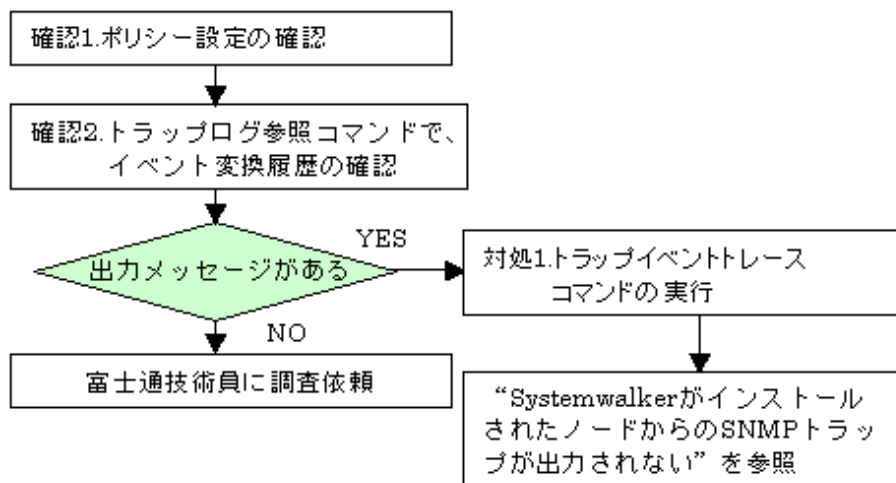 確認1.ポリシー設定の確認
確認2.トラップログ参照コマンドで、
イベント変換履歴の確認
出力メッセージがある
YES
NO
対処1.トラップイベントトレース
コマンドの実行
富士通技術員に調査依頼
“Systemwalkerがインストール
されたノードからのSNMPトラッ
プが出力されない”を参照